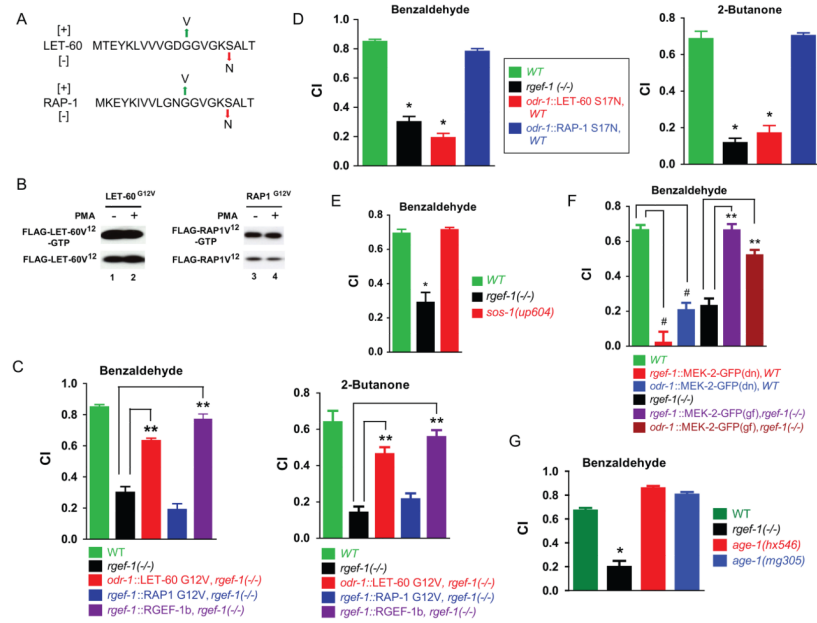 A
[+]
LET-60
[-]
V
MTEYKLVVVGDGGVGKSALT
N
[+]
RAP-1
[-]
V
MKEYKIVVLGNGGVGKSALT
N
B
LET-60 G12V
PMA - +
FLAG-LET-60V12
-GTP
FLAG-LET-60V12
1 2
RAP1 G12V
PMA - +
FLAG-RAP1V12
-GTP
FLAG-RAP1V12
3 4
C
Benzaldehyde
CI
1.0
0.8
0.6
0.4
0.2
0.0
**
**
WT
rgef-1(-/-)
odr-1::LET-60 G12V, rgef-1(-/-)
rgef-1::RAP1 G12V, rgef-1(-/-)
rgef-1::RGEF-1b, rgef-1(-/-)
2-Butanone
CI
0.8
0.6
0.4
0.2
0.0
**
**
WT
rgef-1(-/-)
odr-1::LET-60 G12V, rgef-1(-/-)
rgef-1::RAP-1 G12V, rgef-1(-/-)
rgef-1::RGEF-1b, rgef-1(-/-)
D
Benzaldehyde
CI
1.0
0.8
0.6
0.4
0.2
0.0
*
*
WT
rgef-1 (-/-)
odr-1::LET-60 S17N,
WT
odr-1::RAP-1 S17N,
WT
2-Butanone
CI
0.8
0.6
0.4
0.2
0.0
*
*
E
Benzaldehyde
CI
0.8
0.6
0.4
0.2
0.0
*
WT
rgef-1(-/-)
sos-1(up604)
F
Benzaldehyde
CI
0.8
0.6
0.4
0.2
0.0
#
#
**
**
WT
rgef-1::MEK-2-GFP(dn), WT
odr-1::MEK-2-GFP(dn), WT
rgef-1(-/-)
rgef-1::MEK-2-GFP(gf),rgef-1(-/-)
odr-1::MEK-2-GFP(gf),rgef-1(-/-)
G
Benzaldehyde
CI
1.0
0.8
0.6
0.4
0.2
0.0
*
WT
rgef-1(-/-)
age-1(hx546)
age-1(mg305)